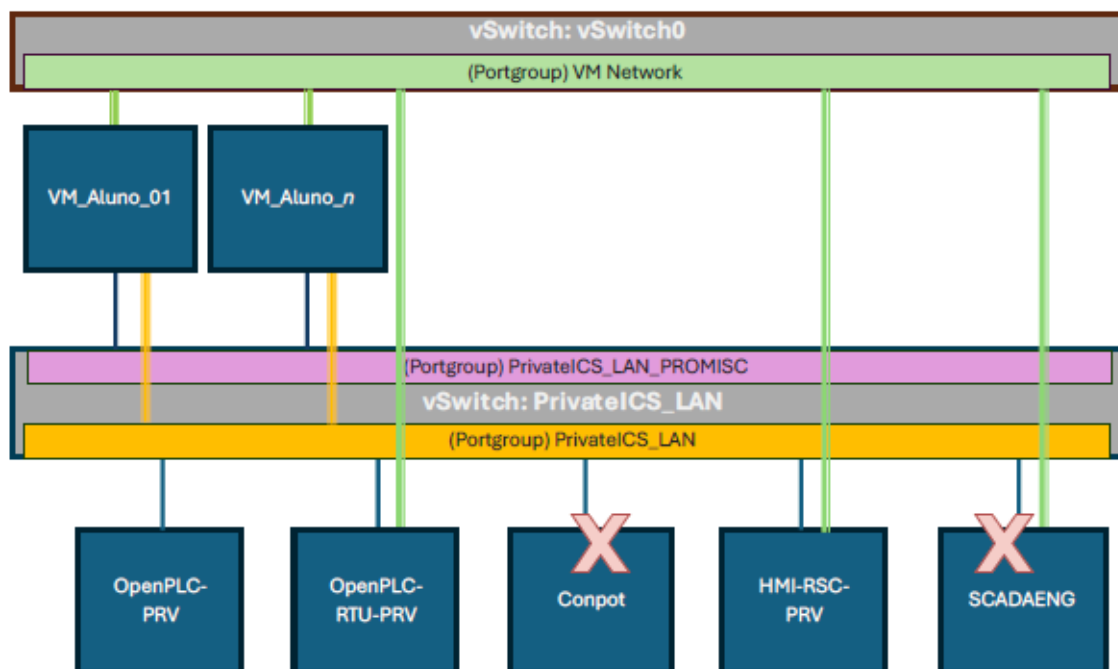 vSwitch: vSwitch0
(Portgroup) VM Network
VM_Aluno_01
VM_Aluno_n
(Portgroup) PrivateICS_LAN_PROMISC
vSwitch: PrivateICS_LAN
(Portgroup) PrivateICS_LAN
OpenPLC-
PRV
OpenPLC-
RTU-PRV
Conpot
HMI-RSC-
PRV
SCADAENG